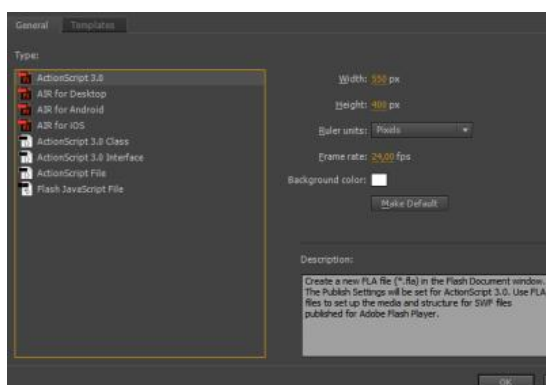 General
Templates
Type:
ActionScript 3.0
AIR for Desktop
AIR for Android
AIR for iOS
ActionScript 3.0 Class
ActionScript 3.0 Interface
ActionScript File
Flash JavaScript File
Width: 550 px
Height: 400 px
Ruler units: Pixels
Frame rate: 24,00 fps
Background color:
Make Default
Description:
Create a new FLA file (*.fla) in the Flash Document window.
The Publish Settings will be set for ActionScript 3.0. Use FLA
files to set up the media and structure for SWF files
published for Adobe Flash Player.
OK